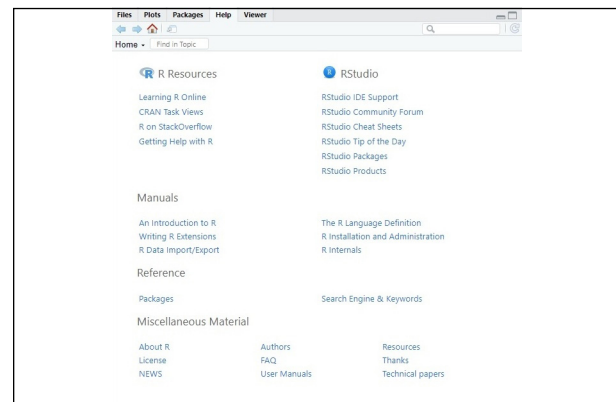 Files Plots Packages Help Viewer
Home Find in Topic
R Resources
Learning R Online
CRAN Task Views
R on StackOverflow
Getting Help with R
RStudio
RStudio IDE Support
RStudio Community Forum
RStudio Cheat Sheets
RStudio Tip of the Day
RStudio Packages
RStudio Products
Manuals
An Introduction to R
Writing R Extensions
R Data Import/Export
The R Language Definition
R Installation and Administration
R Internals
Reference
Packages
Search Engine & Keywords
Miscellaneous Material
About R
License
NEWS
Authors
FAQ
User Manuals
Resources
Thanks
Technical papers